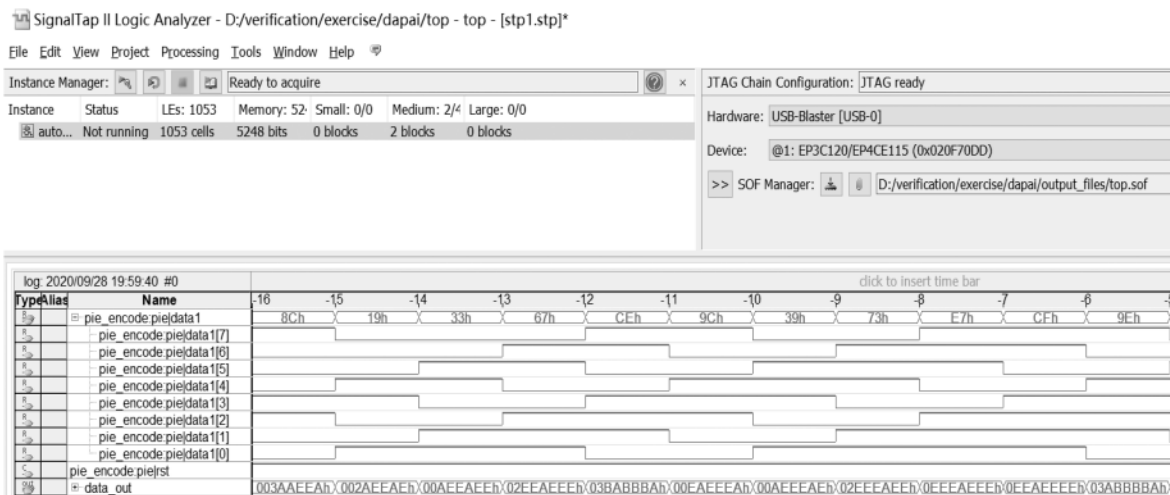 SignalTap II Logic Analyzer - D:/verification/exercise/dapai/top - top - [stp1.stp]*
File Edit View Project Processing Tools Window Help
Instance Manager: Ready to acquire
Instance Status LEs: 1053 Memory: 52 Small: 0/0 Medium: 2/4 Large: 0/0
auto... Not running 1053 cells 5248 bits 0 blocks 2 blocks 0 blocks
JTAG Chain Configuration: JTAG ready
Hardware: USB-Blaster [USB-0]
Device: @1: EP3C120/EP4CE115 (0x020F70DD)
>> SOF Manager: D:/verification/exercise/dapai/output_files/top.sof
log: 2020/09/28 19:59:40 #0 click to insert time bar
Type Alias Name -16 -15 -14 -13 -12 -11 -10 -9 -8 -7 -6
pie_encode:pie|data1 8Ch 19h 33h 67h CEh 9Ch 39h 73h E7h CFh 9Eh
pie_encode:pie|data1[7]
pie_encode:pie|data1[6]
pie_encode:pie|data1[5]
pie_encode:pie|data1[4]
pie_encode:pie|data1[3]
pie_encode:pie|data1[2]
pie_encode:pie|data1[1]
pie_encode:pie|data1[0]
pie_encode:pie|rst
data_out 003AAEEAh 002AEEAEh 00AEEAEEh 02EEAEEEh 03BABBBAh 00EAEEEAh 00AEEEAEh 02EEEAEEh 0EEEAEEEh 0EEAEEEEh 03ABBBBAh